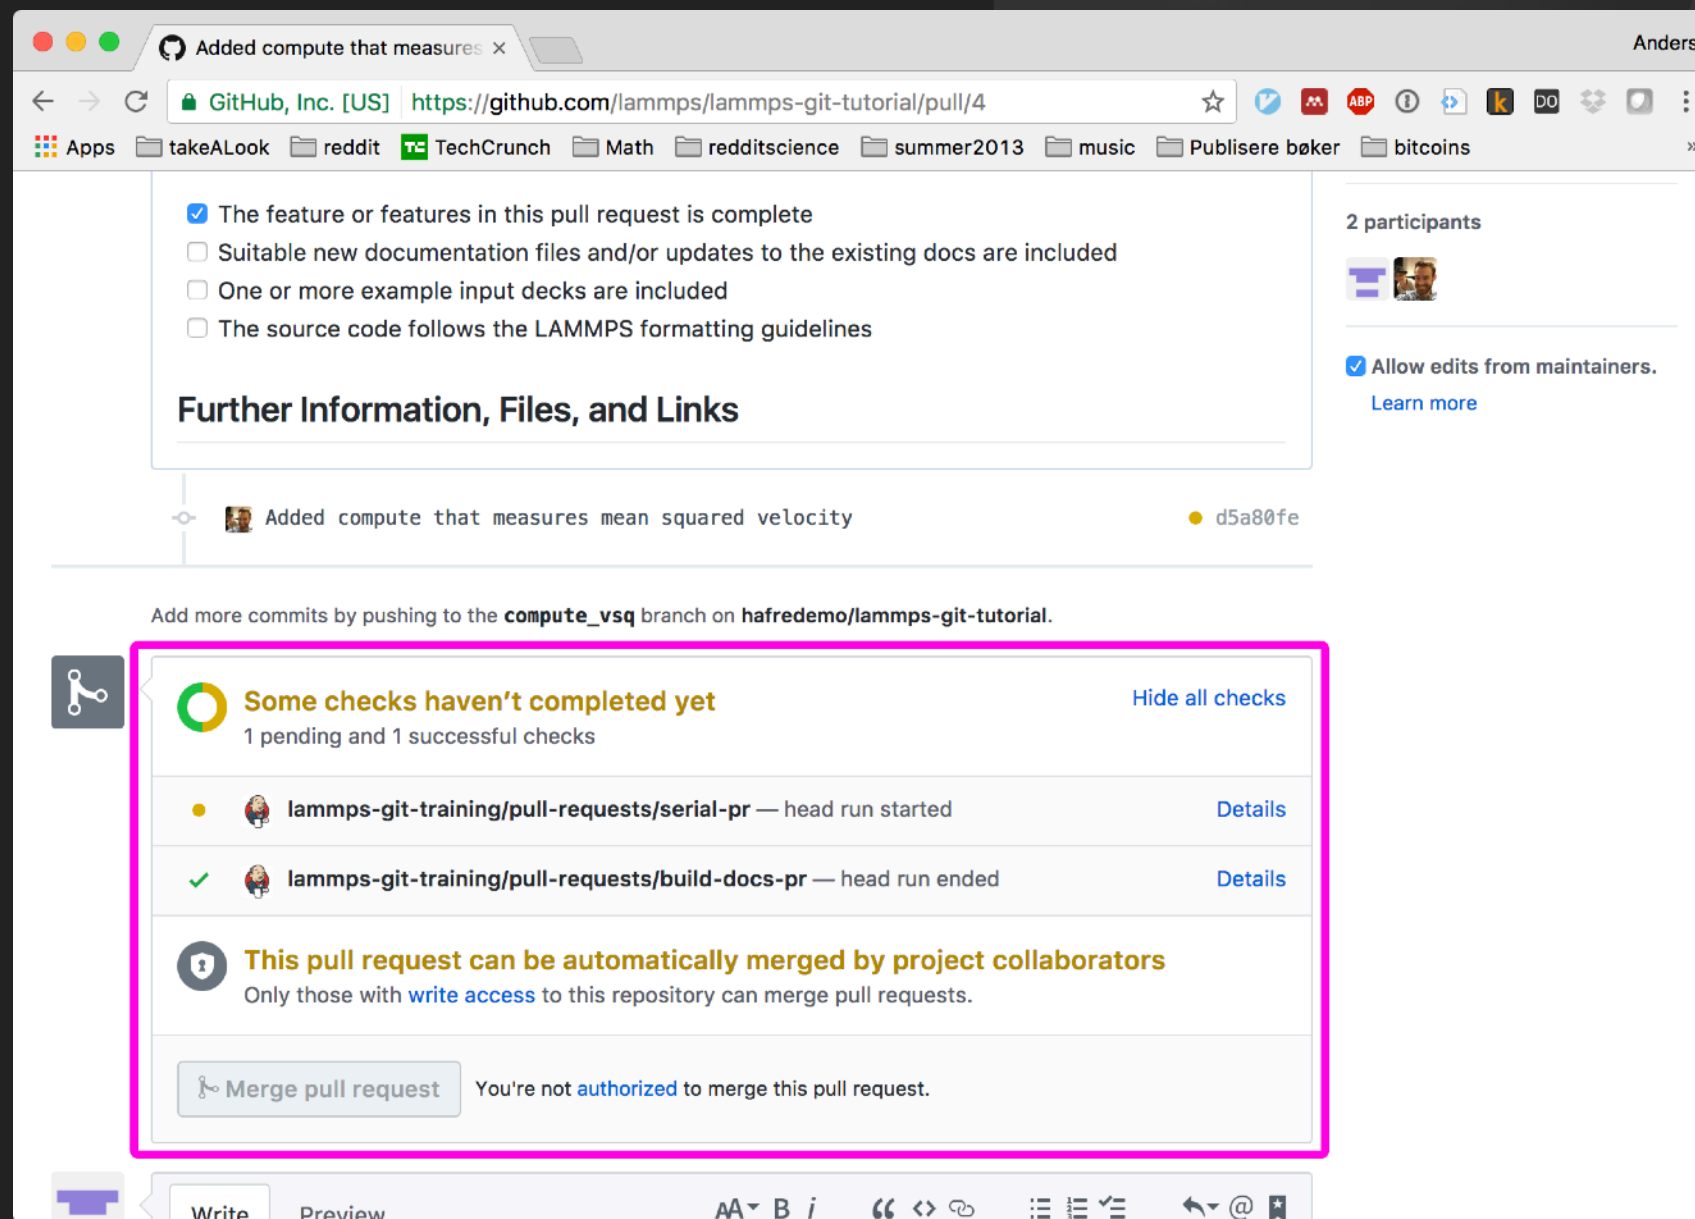 Added compute that measures
Anders
GitHub, Inc. [US] https://github.com/lammps/lammps-git-tutorial/pull/4
ABP
DO
Apps takeALook reddit TechCrunch Math redditscience summer2013 music Publisere bøker bitcoins »
The feature or features in this pull request is complete
Suitable new documentation files and/or updates to the existing docs are included
One or more example input decks are included
The source code follows the LAMMPS formatting guidelines
Further Information, Files, and Links
2 participants
Allow edits from maintainers.
Learn more
Added compute that measures mean squared velocity d5a80fe
Add more commits by pushing to the compute_vsq branch on hafredemo/lammps-git-tutorial.
Some checks haven’t completed yet Hide all checks
1 pending and 1 successful checks
lammps-git-training/pull-requests/serial-pr — head run started Details
lammps-git-training/pull-requests/build-docs-pr — head run ended Details
This pull request can be automatically merged by project collaborators
Only those with write access to this repository can merge pull requests.
Merge pull request You're not authorized to merge this pull request.
Write Preview AA B i “ <> @